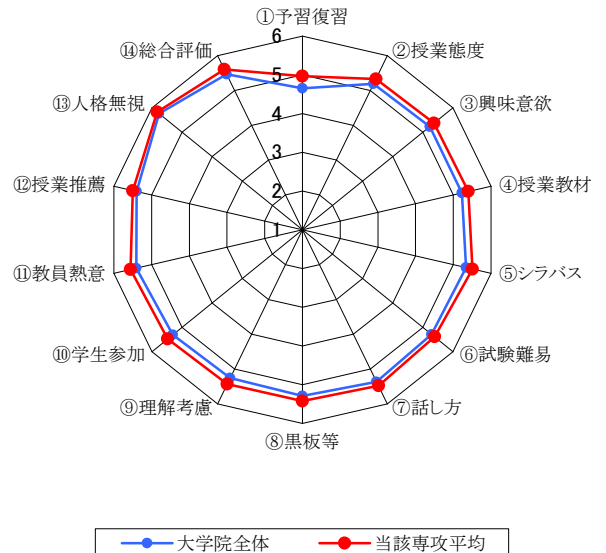 ①予習復習
②授業態度
③興味意欲
④授業教材
⑤シラバス
⑥試験難易
⑦話し方
⑧黒板等
⑨理解考慮
⑩学生参加
⑪教員熱意
⑫授業推薦
⑬人格無視
⑭総合評価
6
5
4
3
2
1
大学院全体
当該専攻平均